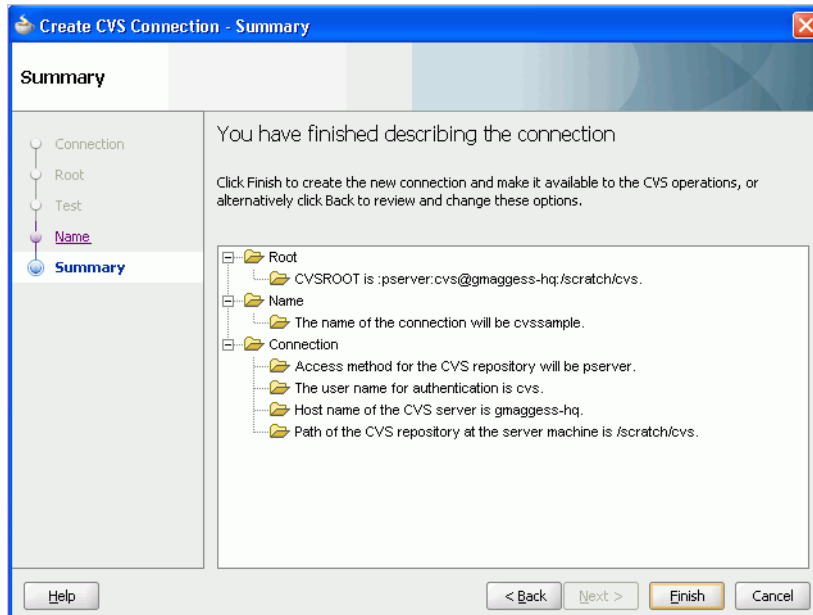 Create CVS Connection - Summary
Summary
Connection
Root
Test
Name
Summary
You have finished describing the connection
Click Finish to create the new connection and make it available to the CVS operations, or
alternatively click Back to review and change these options.
Root
CVSROOT is :pserver:cvs@gmaggess-hq:/scratch/cvs.
Name
The name of the connection will be cvssample.
Connection
Access method for the CVS repository will be pserver.
The user name for authentication is cvs.
Host name of the CVS server is gmaggess-hq.
Path of the CVS repository at the server machine is /scratch/cvs.
Help
< Back
Next >
Finish
Cancel